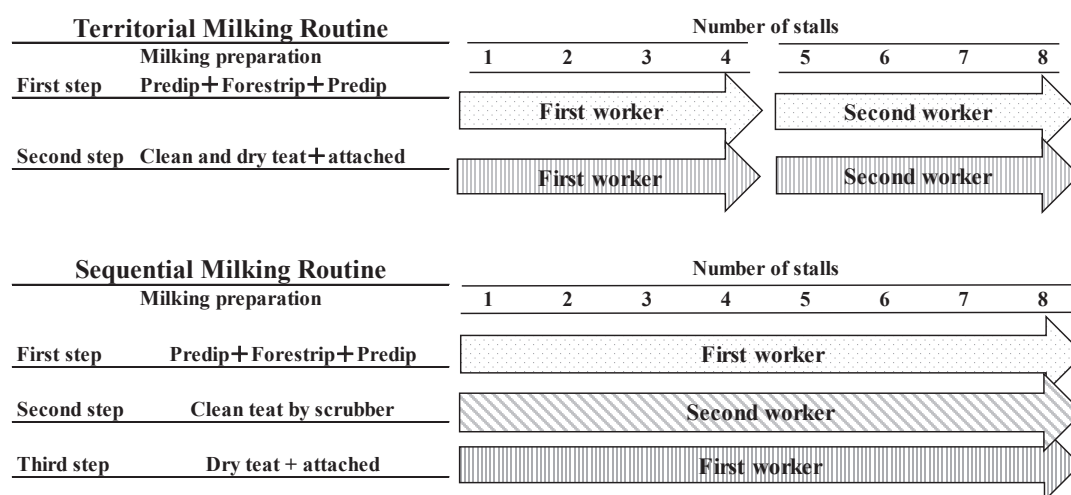 Territorial Milking Routine
Number of stalls
Milking preparation
1 2 3 4 5 6 7 8
First step Predip+Forestrip+Predip
First worker Second worker
Second step Clean and dry teat+attached
First worker Second worker
Sequential Milking Routine
Number of stalls
Milking preparation
1 2 3 4 5 6 7 8
First step Predip+Forestrip+Predip First worker
Second step Clean teat by scrubber Second worker
Third step Dry teat + attached First worker